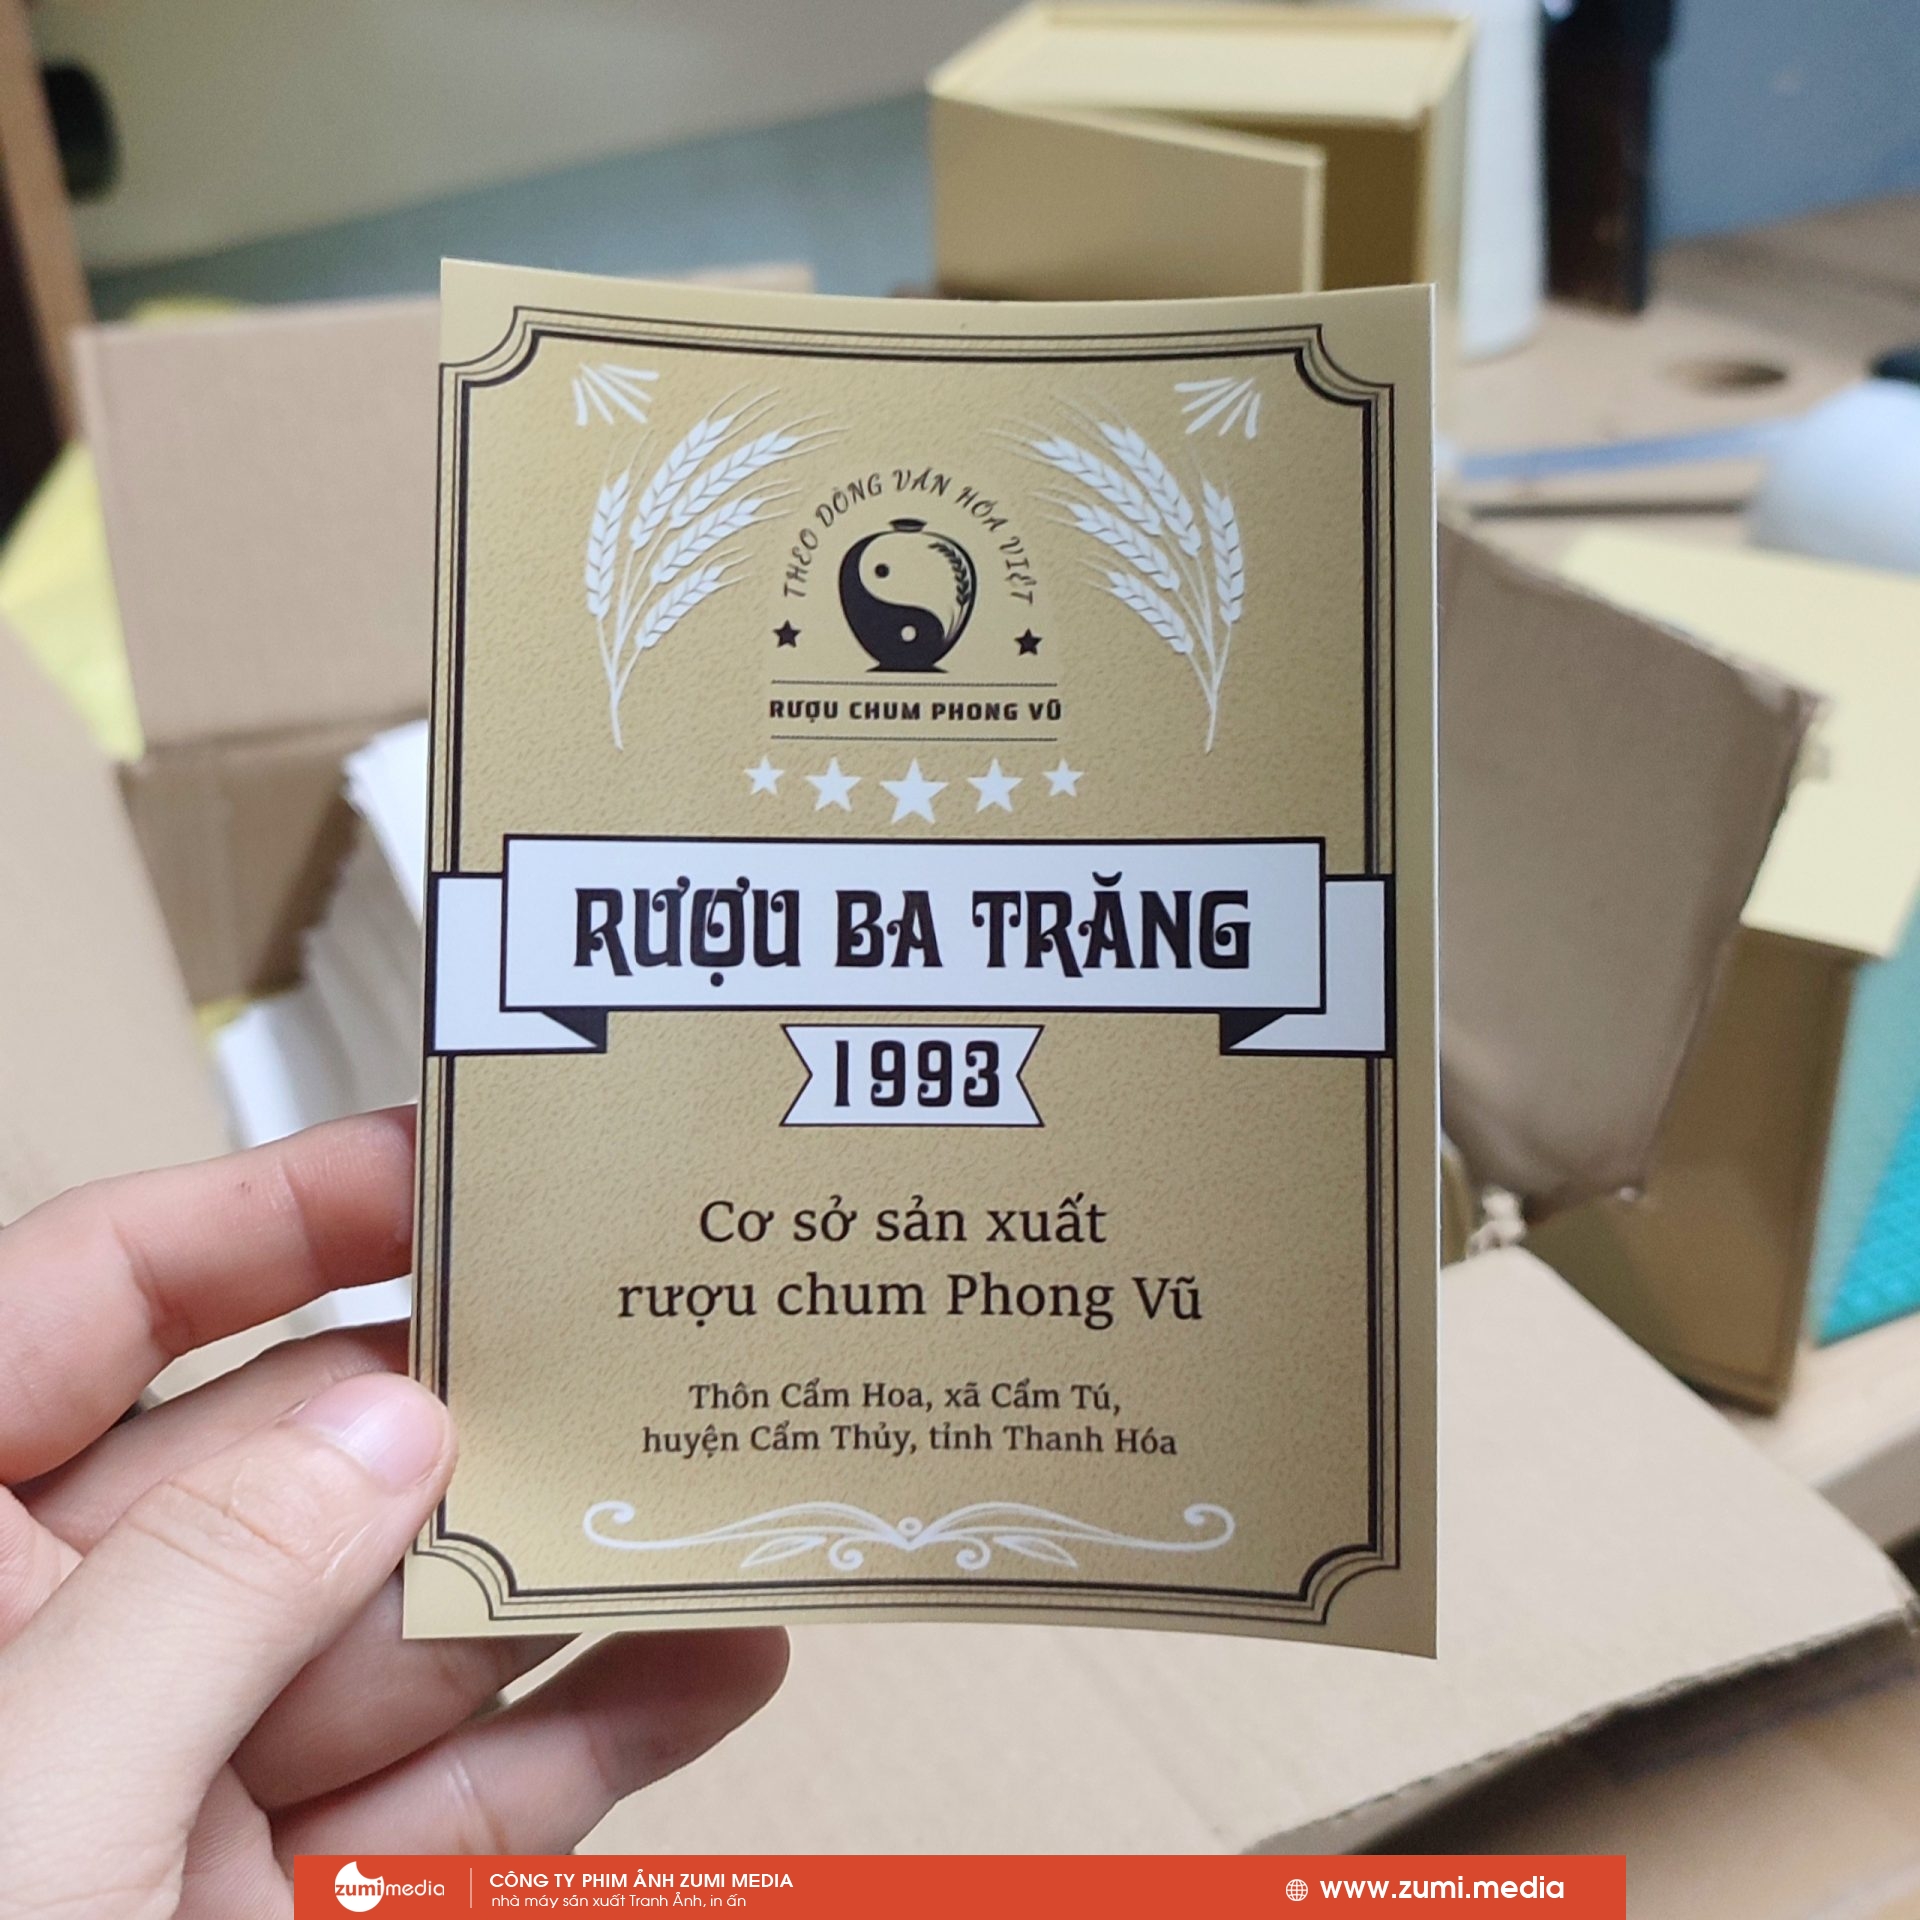 THEO DÒNG VĂN HÓA VIỆT
RƯỢU CHUM PHONG VŨ
RƯỢU BA TRĂNG
1993
Cơ sở sản xuất
rượu chum Phong Vũ
Thôn Cẩm Hoa, xã Cẩm Tú,
huyện Cẩm Thủy, tỉnh Thanh Hóa
zumimedia
CÔNG TY PHIM ẢNH ZUMI MEDIA
nhà máy sản xuất Tranh Ảnh, in ấn
www.zumi.media